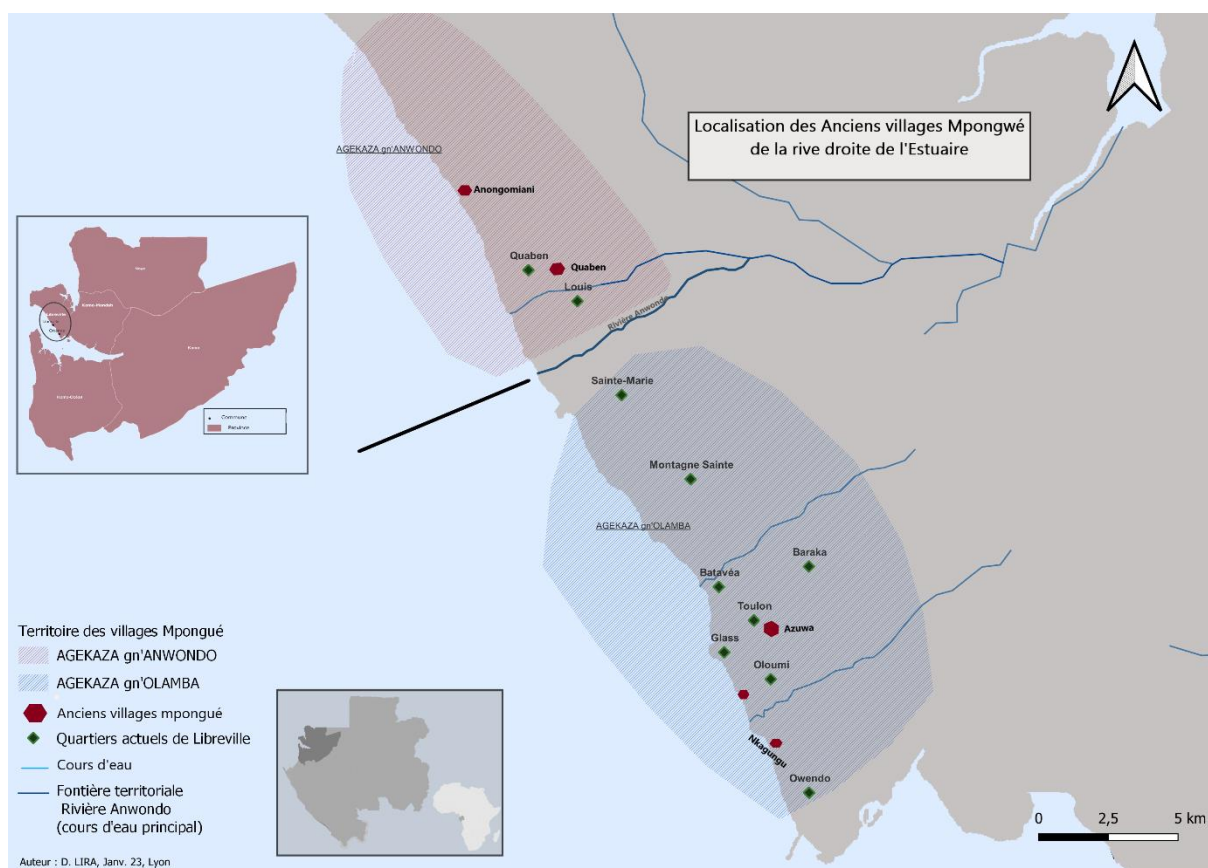 Localisation des Anciens villages Mpongwé
de la rive droite de l'Estuaire
AGEKAZA gn'ANWONDO
Anongomiani
Quaben
Quaben
Louis
Rivière Anwondo
Sainte-Marie
Montagne Sainte
AGEKAZA gn'OLAMBA
Baraka
Batavéa
Toulon
Azuwa
Glass
Oloumi
Nkagungu
Owendo
Commune
Province
Territoire des villages Mpongué
AGEKAZA gn'ANWONDO
AGEKAZA gn'OLAMBA
Anciens villages mpongué
Quartiers actuels de Libreville
Cours d'eau
Fontière territoriale
Rivière Anwondo
(cours d'eau principal)
0 2,5 5 km
Auteur : D. LIRA, Janv. 23, Lyon